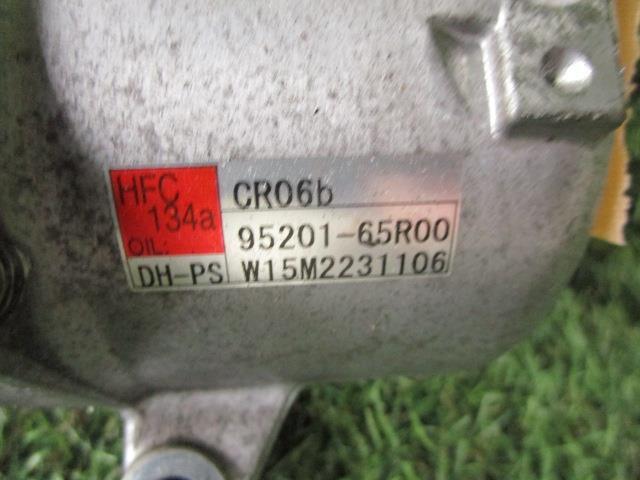 HFC
134a
OIL:
DH-PS
CR06b
95201-65R00
W15M2231106